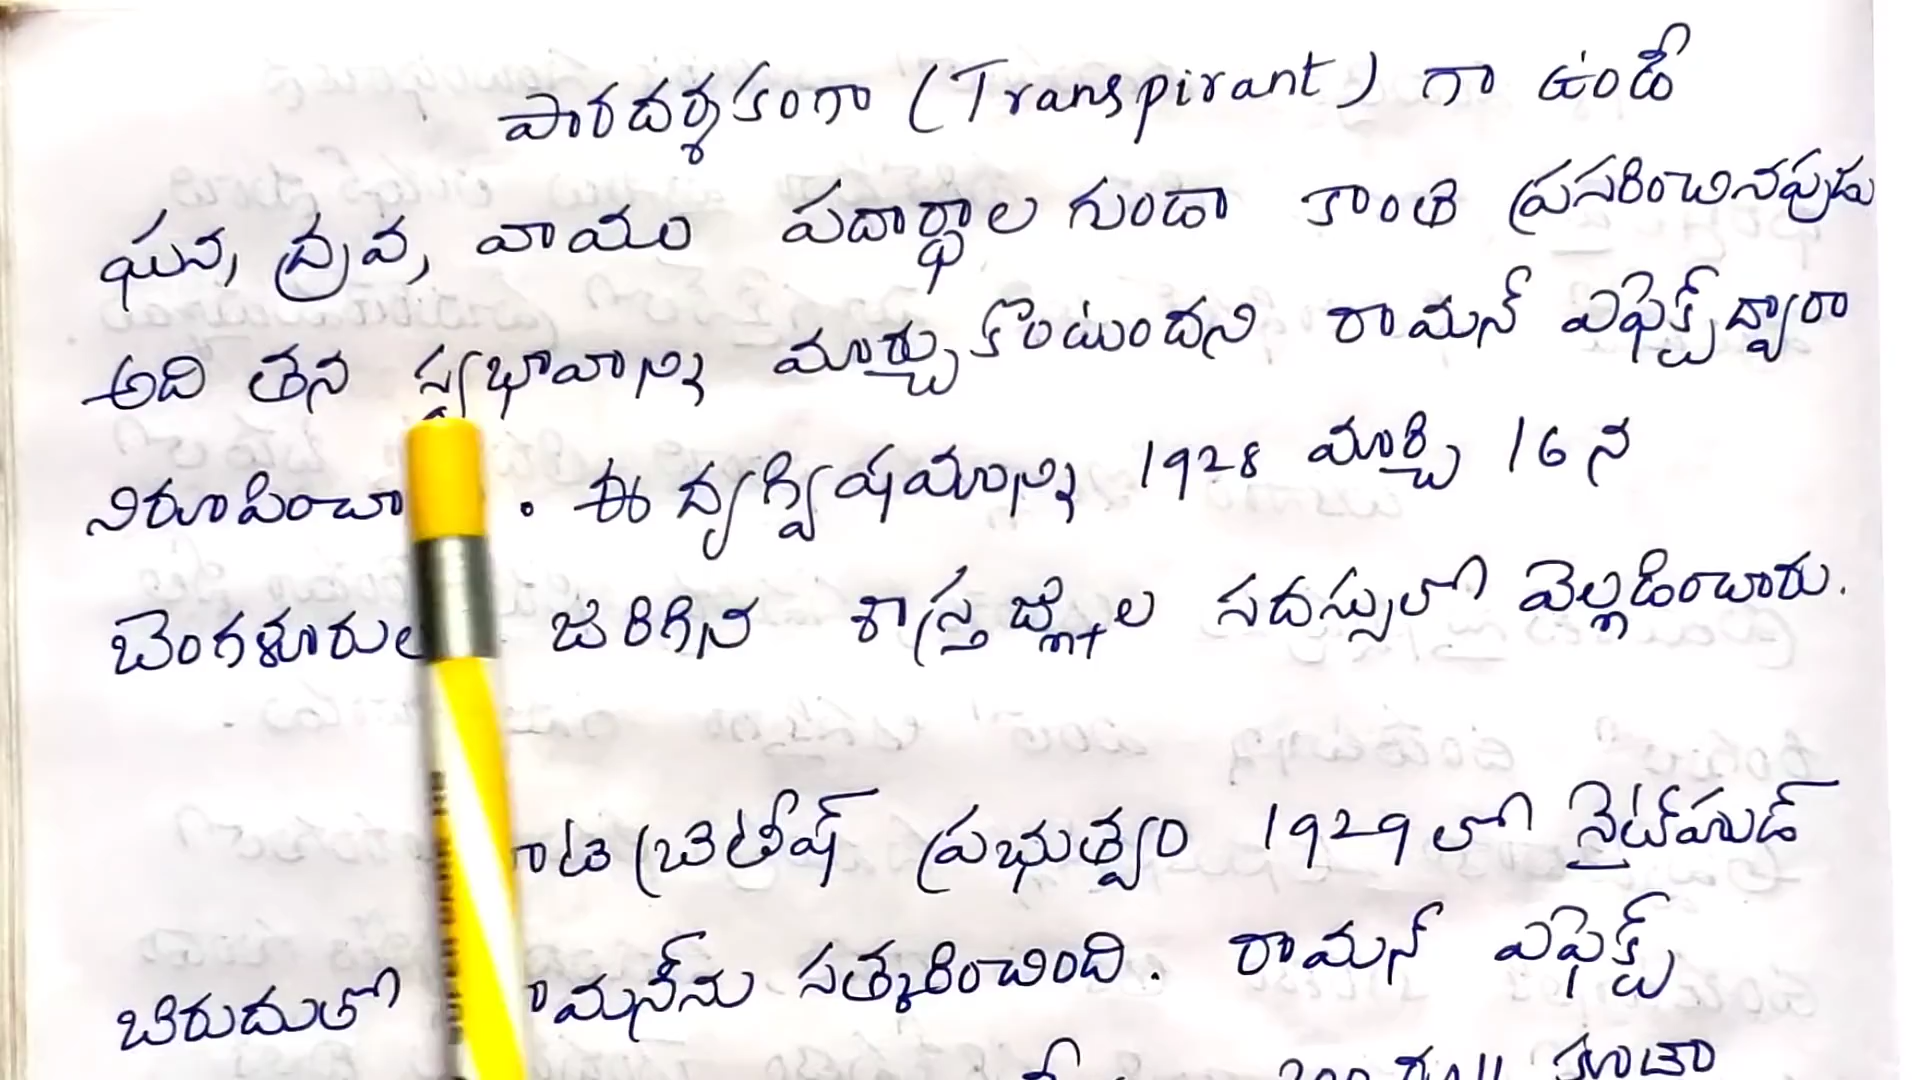 పారదర్శకంగా (Transpirant) గా ఉండే
ఘన, ద్రవ, వాయు పదార్థాల గుండా కాంతి ప్రసరించినపుడు
అది తన స్వభావాన్ని మార్చుకొంటుందని రామన్ ఎఫెక్ట్ ద్వారా
నిరూపించా . ఈ దృగ్విషయాన్ని 1928 మార్చి 16 న
బెంగళూరు జరిగిన శాస్త్రజ్ఞుల సదస్సులో వెల్లడించారు.
బ్రిటీష్ ప్రభుత్వం 1929 లో నైట్‌హుడ్
బిరుదుతో సత్కరించింది. రామన్ ఎఫెక్ట్